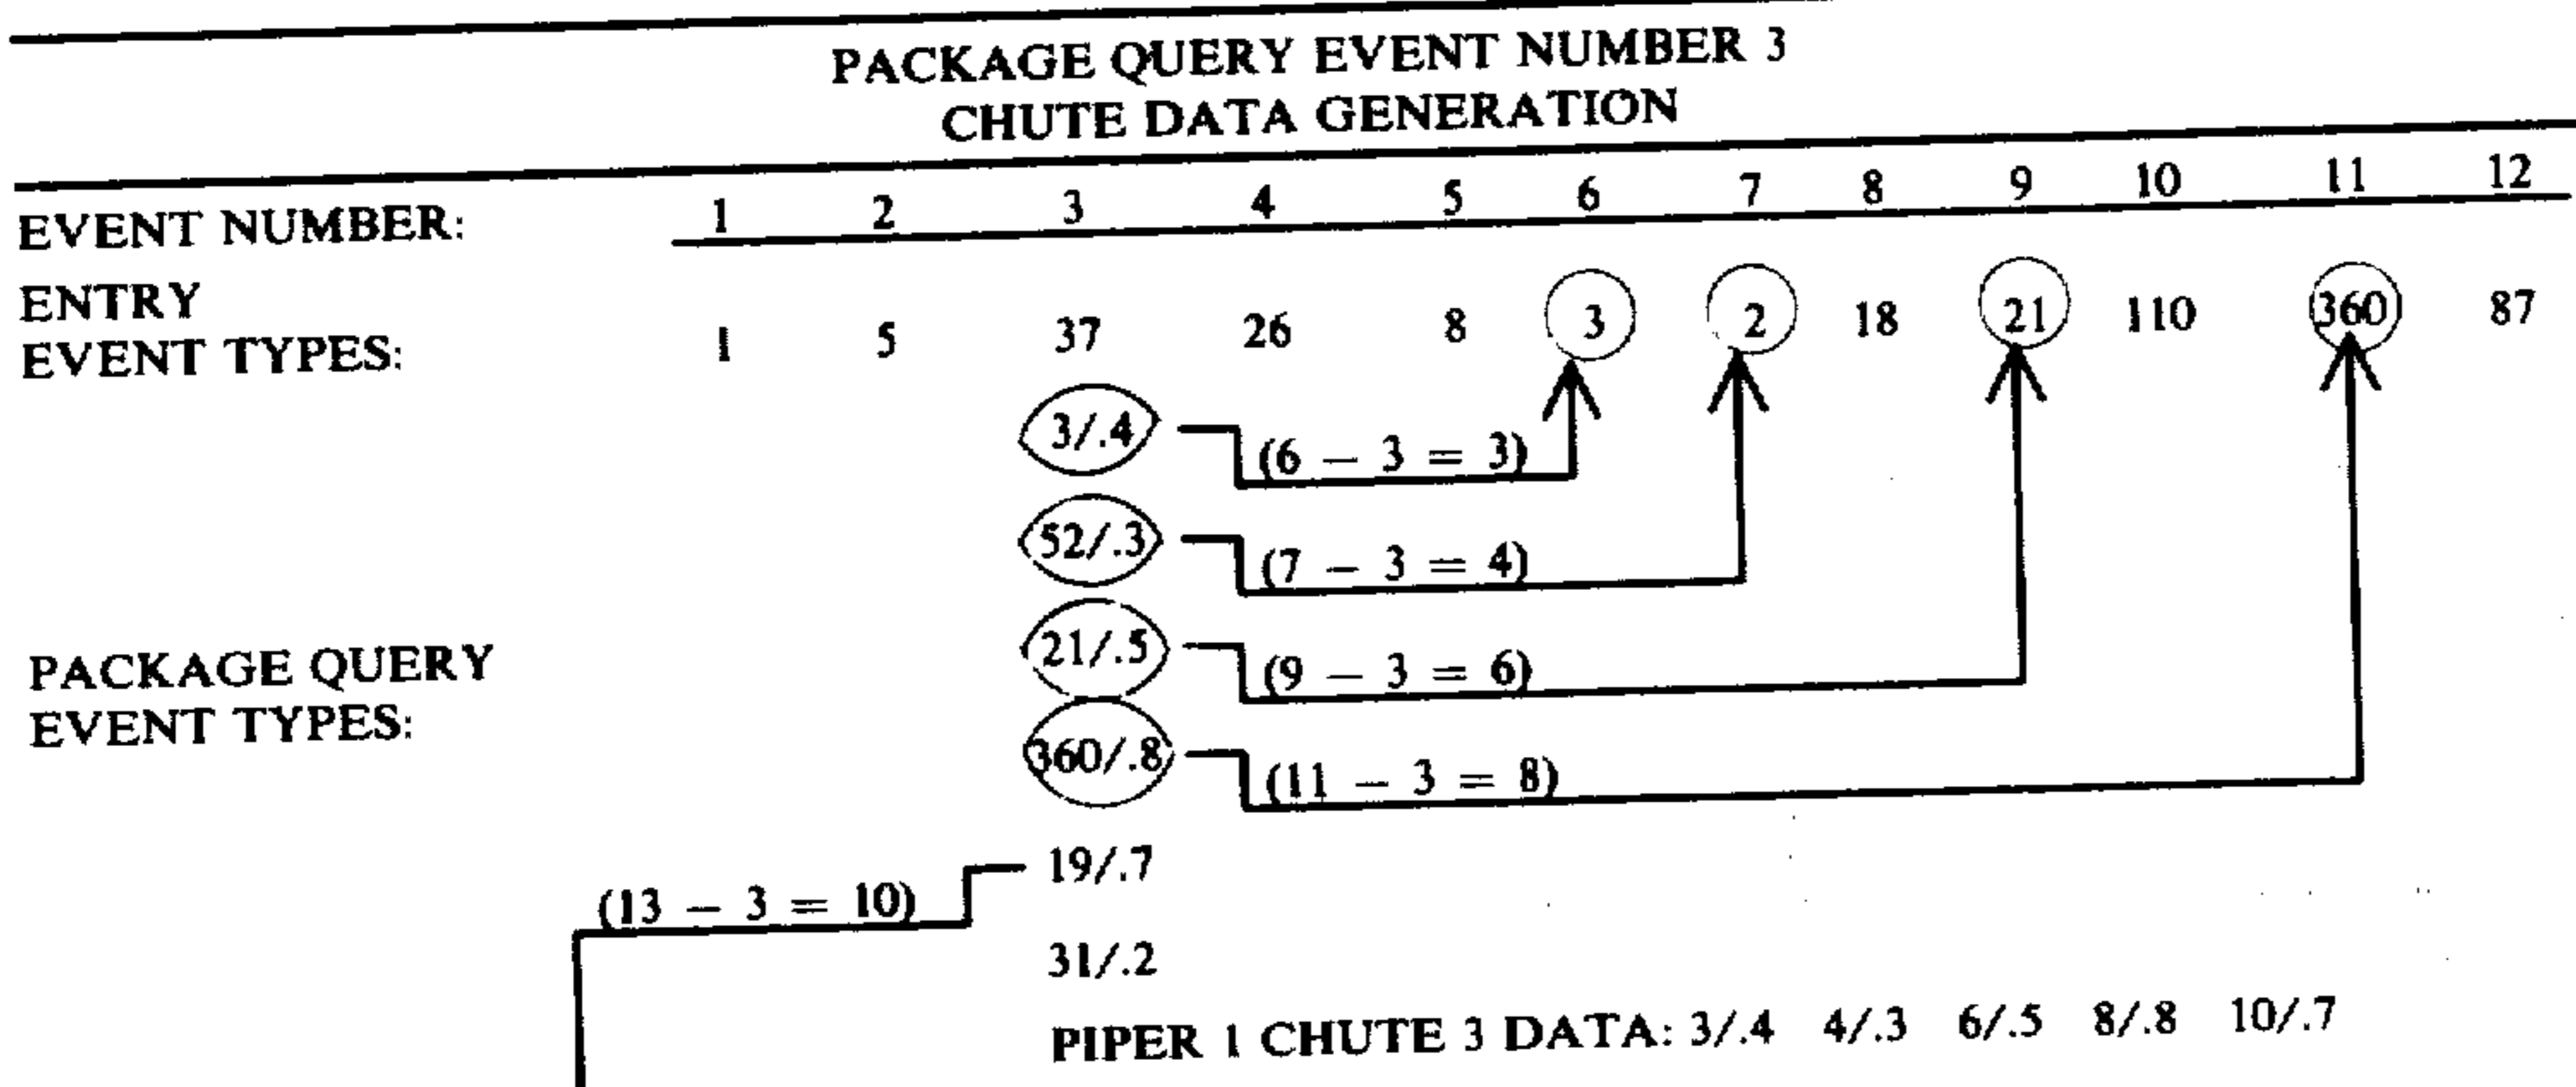 PACKAGE QUERY EVENT NUMBER 3
CHUTE DATA GENERATION
EVENT NUMBER: 1 2 3 4 5 6 7 8 9 10 11 12
ENTRY
EVENT TYPES: 1 5 37 26 8 3 2 18 21 110 360 87
3/.4 (6 − 3 = 3)
52/.3 (7 − 3 = 4)
21/.5 (9 − 3 = 6)
PACKAGE QUERY
EVENT TYPES:
360/.8 (11 − 3 = 8)
19/.7
(13 − 3 = 10)
31/.2
PIPER 1 CHUTE 3 DATA: 3/.4 4/.3 6/.5 8/.8 10/.7